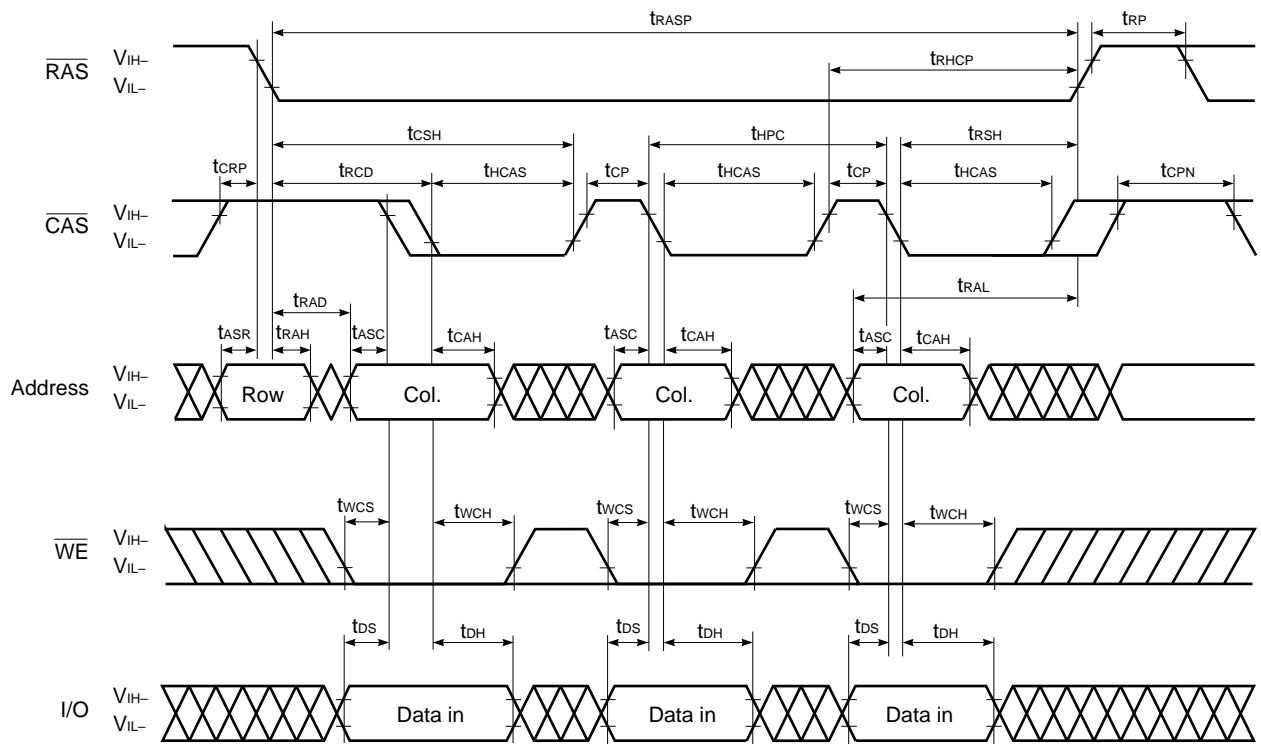 tRASP tRP
RAS VIH–
VIL–
tRHCP
tCSH tHPC tRSH
tCRP tRCD tHCAS tCP tHCAS tCP tHCAS tCPN
CAS VIH–
VIL–
tRAD tRAL
tASR tRAH tASC tCAH tASC tCAH tASC tCAH
Address VIH–
VIL–
Row Col. Col. Col.
tWCS tWCH tWCS tWCH tWCS tWCH
WE VIH–
VIL–
tDS tDH tDS tDH tDS tDH
I/O VIH–
VIL–
Data in Data in Data in